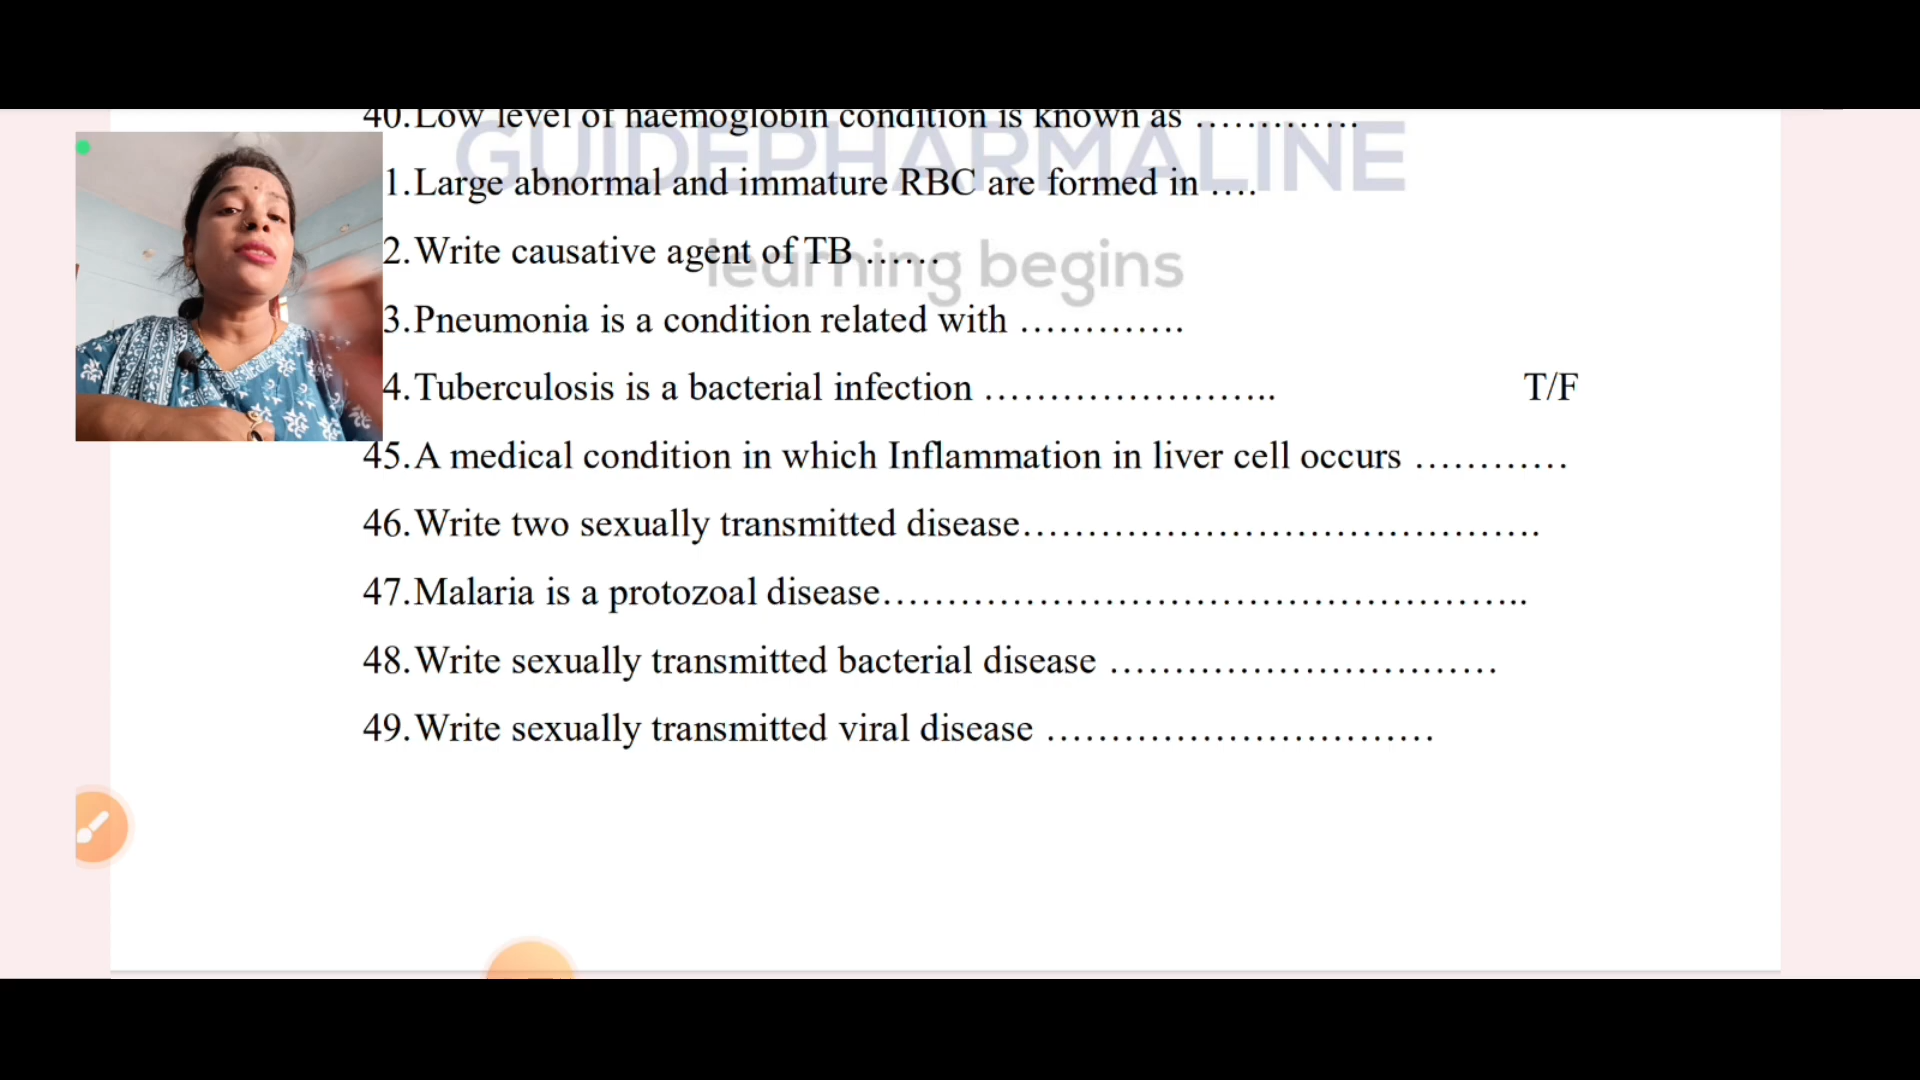 40.Low level of haemoglobin condition is known as ………….
GUIDEPHARMALINE
1.Large abnormal and immature RBC are formed in ….
2.Write causative agent of TB ……
learning begins
3.Pneumonia is a condition related with ………….
4.Tuberculosis is a bacterial infection ………………….. T/F
45.A medical condition in which Inflammation in liver cell occurs …………
46.Write two sexually transmitted disease………………………………….
47.Malaria is a protozoal disease…………………………………………..
48.Write sexually transmitted bacterial disease …………………………
49.Write sexually transmitted viral disease …………………………